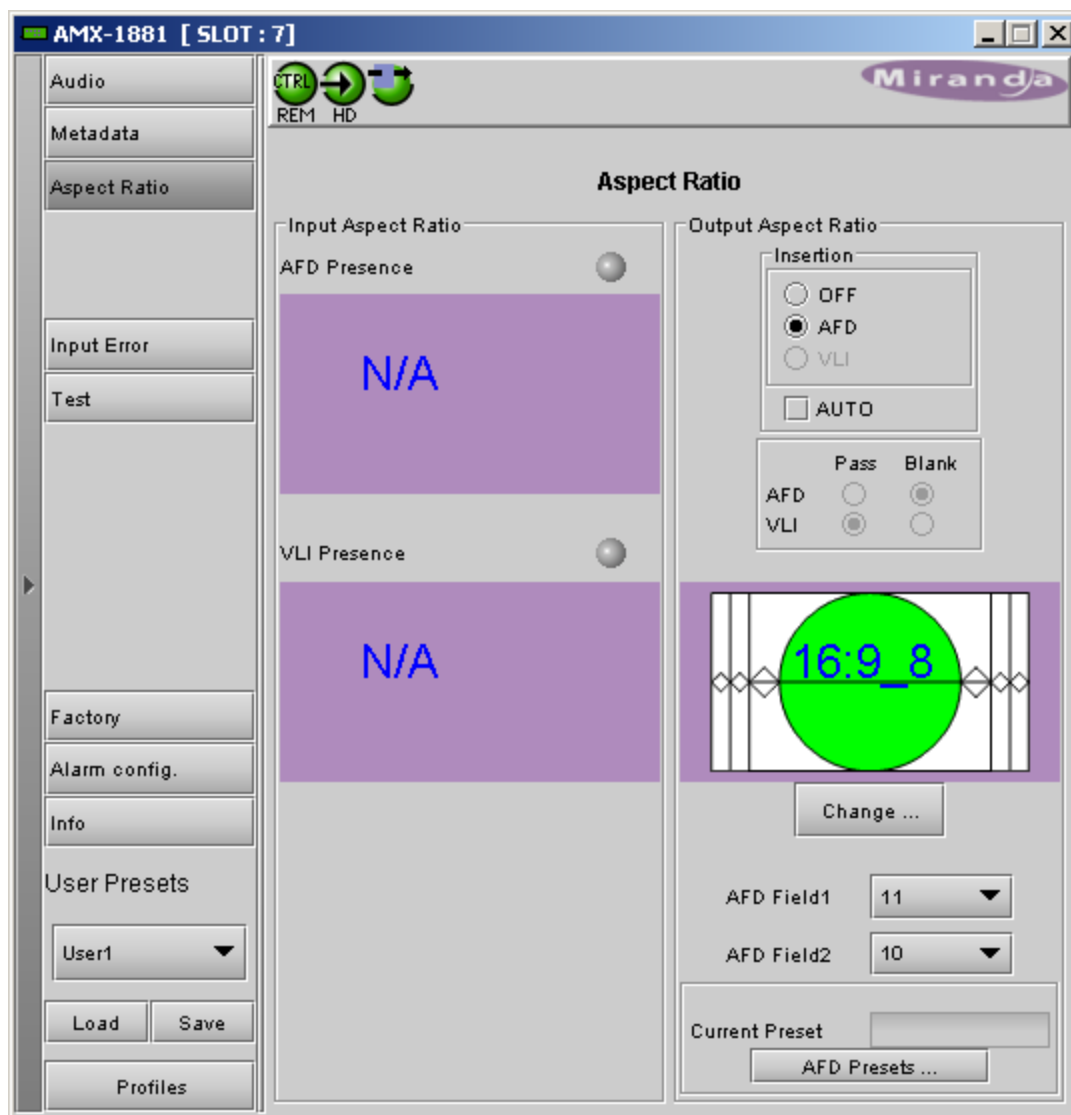 AMX-1881 [ SLOT : 7]
Audio
Metadata
Aspect Ratio
Input Error
Test
Factory
Alarm config.
Info
User Presets
User1
Load Save
Profiles
CTRL
REM HD
Miranda
Aspect Ratio
Input Aspect Ratio
AFD Presence
N/A
VLI Presence
N/A
Output Aspect Ratio
Insertion
OFF
AFD
VLI
AUTO
Pass Blank
AFD
VLI
16:9_8
Change ...
AFD Field1 11
AFD Field2 10
Current Preset
AFD Presets ...